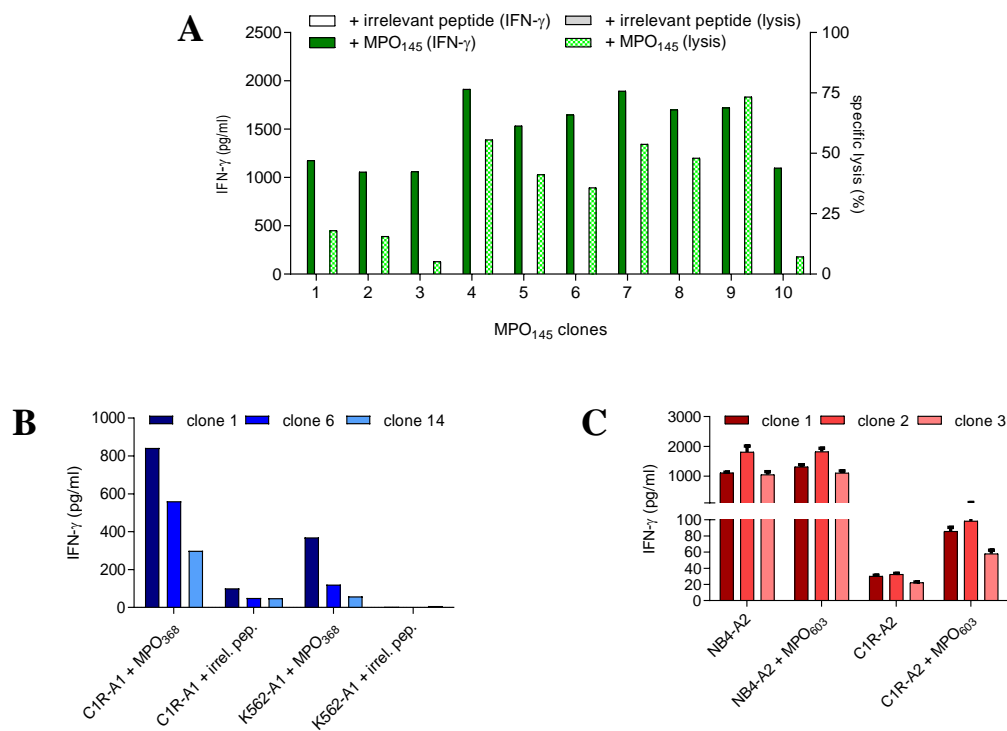 A
+ irrelevant peptide (IFN-γ)
+ irrelevant peptide (lysis)
+ MPO145 (IFN-γ)
+ MPO145 (lysis)
2500
2000
1500
1000
500
0
IFN-γ (pg/ml)
100
75
50
25
0
specific lysis (%)
1 2 3 4 5 6 7 8 9 10
MPO145 clones
B
clone 1 clone 6 clone 14
1000
800
600
400
200
0
IFN-γ (pg/ml)
C1R-A1 + MPO368
C1R-A1 + irrel. pep.
K562-A1 + MPO368
K562-A1 + irrel. pep.
C
clone 1 clone 2 clone 3
3000
2000
1000
100
80
60
40
20
0
IFN-γ (pg/ml)
NB4-A2
NB4-A2 + MPO603
C1R-A2
C1R-A2 + MPO603